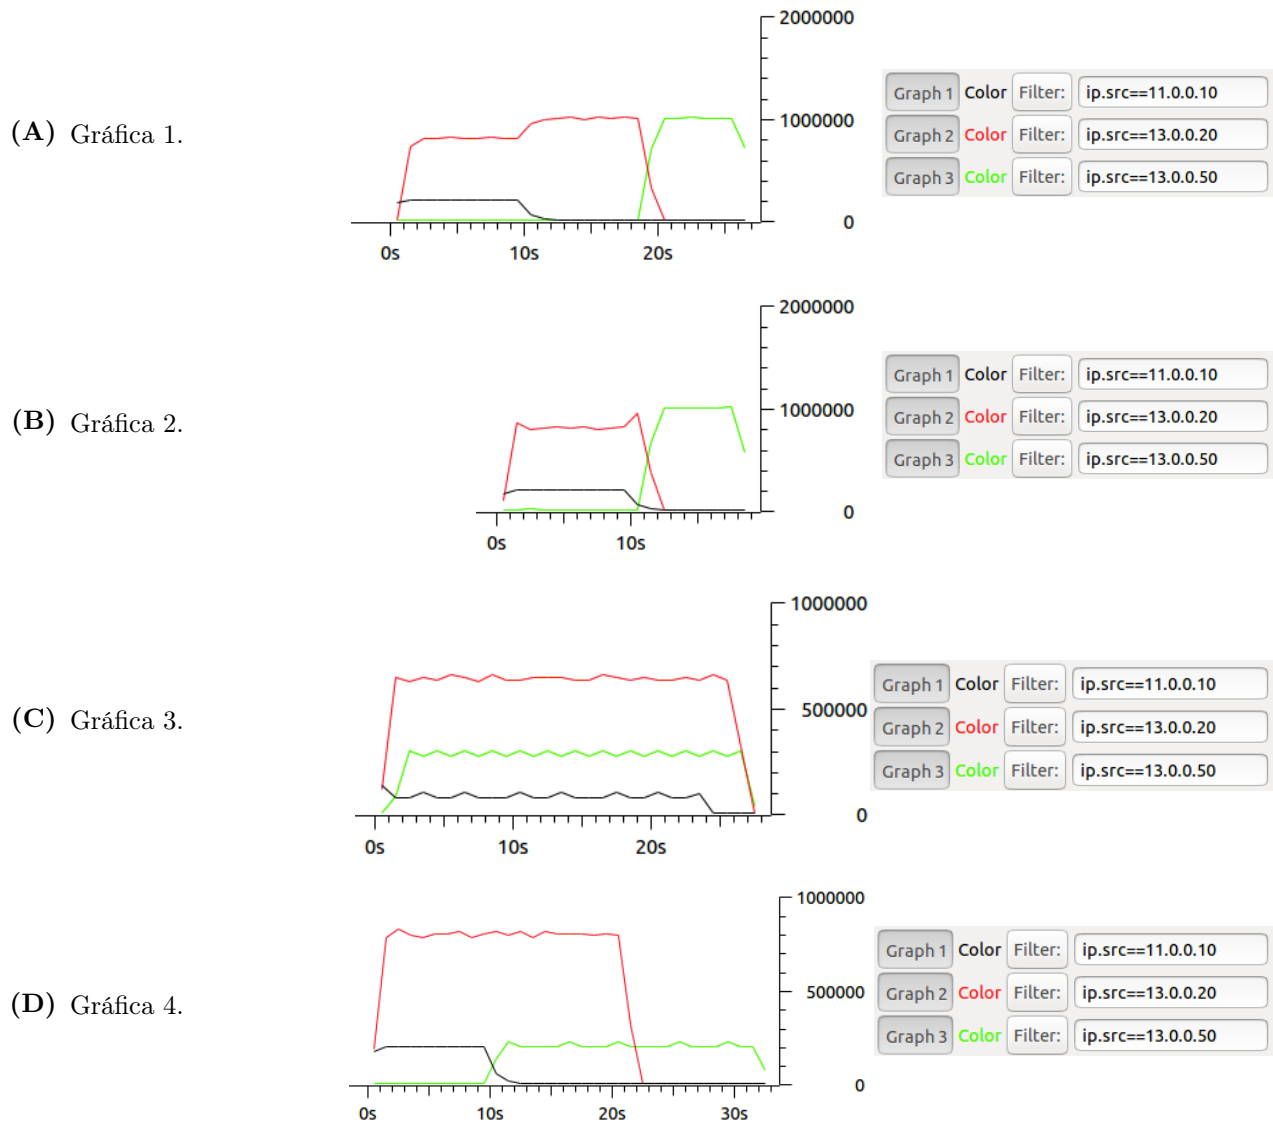 2000000
(A) Gráfica 1.
1000000
0
0s 10s 20s
Graph 1 Color Filter: ip.src==11.0.0.10
Graph 2 Color Filter: ip.src==13.0.0.20
Graph 3 Color Filter: ip.src==13.0.0.50
2000000
(B) Gráfica 2.
1000000
0
0s 10s
Graph 1 Color Filter: ip.src==11.0.0.10
Graph 2 Color Filter: ip.src==13.0.0.20
Graph 3 Color Filter: ip.src==13.0.0.50
1000000
(C) Gráfica 3.
500000
0
0s 10s 20s
Graph 1 Color Filter: ip.src==11.0.0.10
Graph 2 Color Filter: ip.src==13.0.0.20
Graph 3 Color Filter: ip.src==13.0.0.50
1000000
(D) Gráfica 4.
500000
0
0s 10s 20s 30s
Graph 1 Color Filter: ip.src==11.0.0.10
Graph 2 Color Filter: ip.src==13.0.0.20
Graph 3 Color Filter: ip.src==13.0.0.50